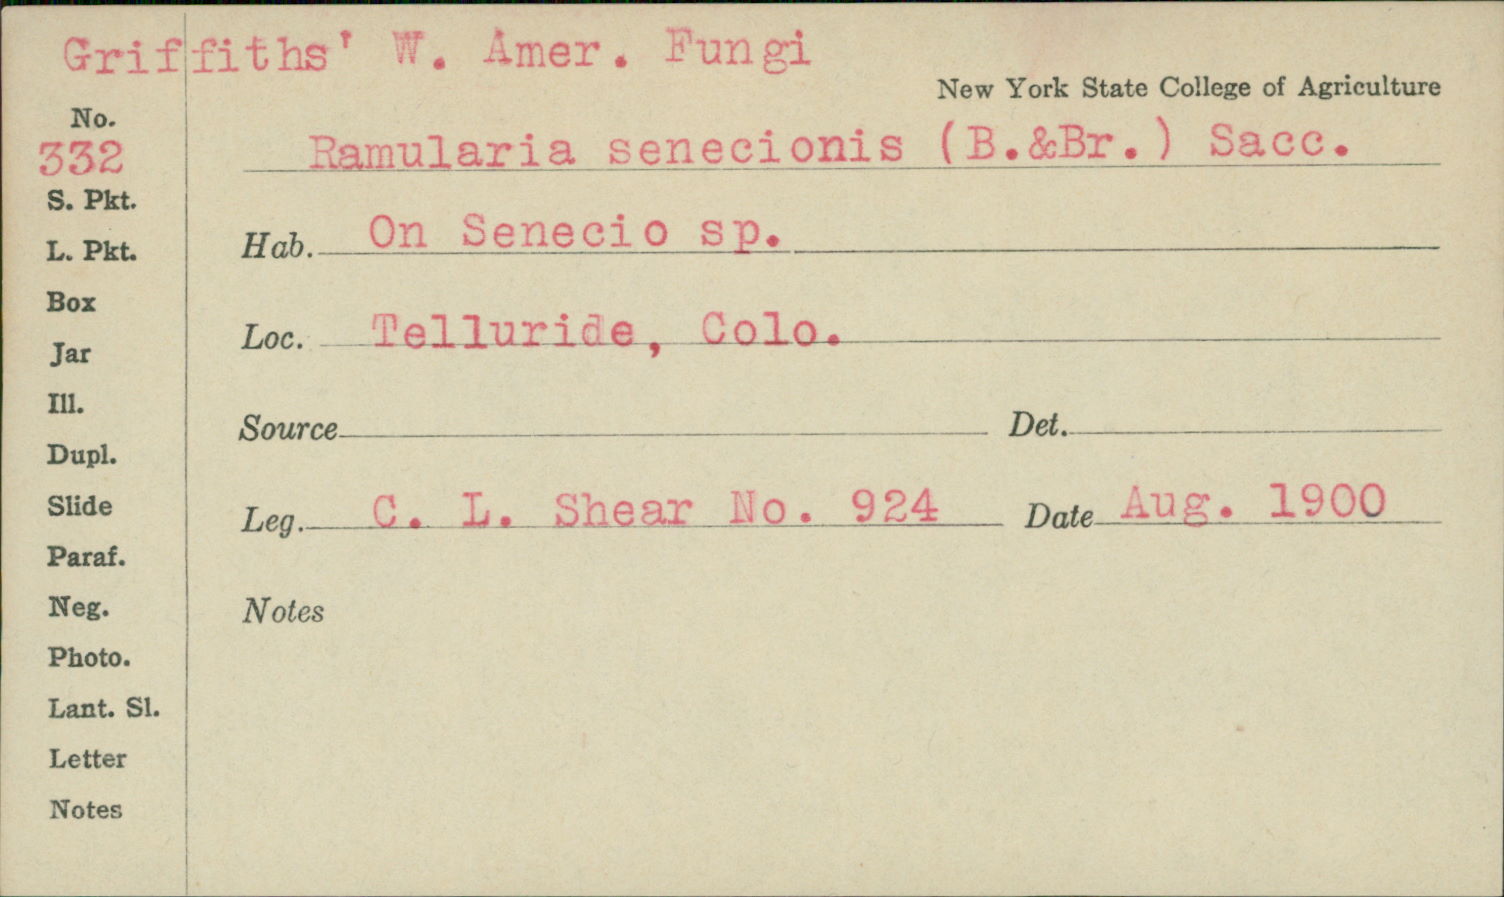 Griffiths' W. Amer. Fungi
New York State College of Agriculture
No.
332
Ramularia senecionis (B.&Br.) Sacc.
S. Pkt.
L. Pkt.
Hab. On Senecio sp.
Box
Loc. Telluride, Colo.
Jar
Ill.
Source Det.
Dupl.
Slide
Leg. C. L. Shear No. 924 Date Aug. 1900
Paraf.
Neg.
Notes
Photo.
Lant. Sl.
Letter
Notes